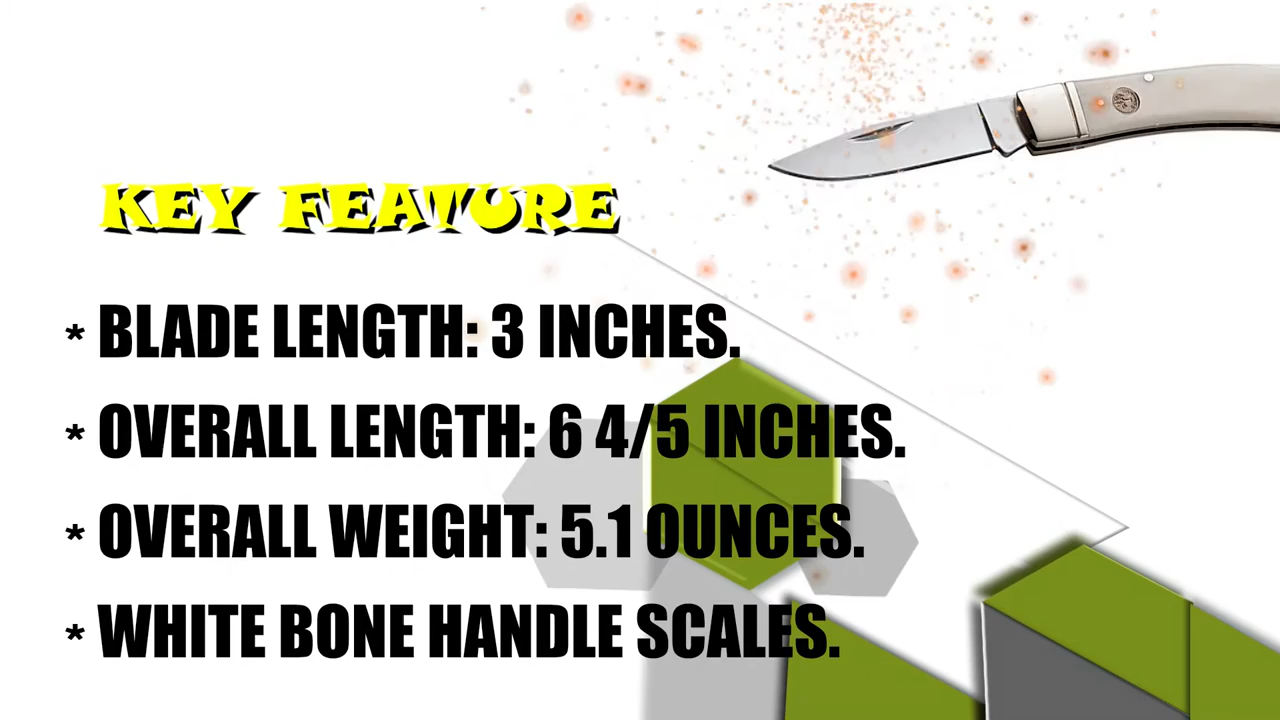 KEY FEATURE
* BLADE LENGTH: 3 INCHES.
* OVERALL LENGTH: 6 4/5 INCHES.
* OVERALL WEIGHT: 5.1 OUNCES.
* WHITE BONE HANDLE SCALES.